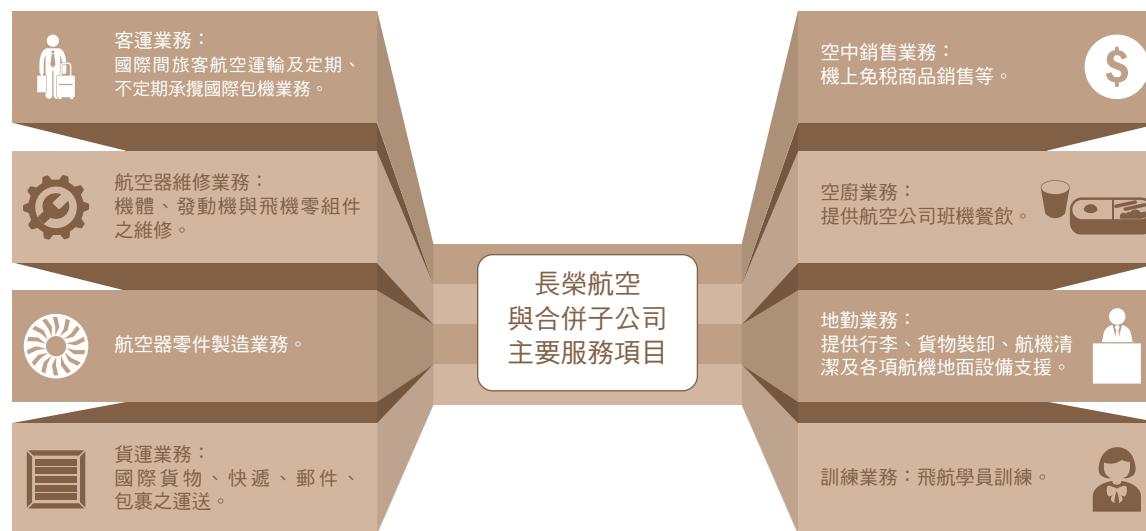 客運業務：
國際間旅客航空運輸及定期、
不定期承攬國際包機業務。
航空器維修業務：
機體、發動機與飛機零組件
之維修。
航空器零件製造業務。
貨運業務：
國際貨物、快遞、郵件、
包裹之運送。
長榮航空
與合併子公司
主要服務項目
空中銷售業務：
機上免稅商品銷售等。
$
空廚業務：
提供航空公司班機餐飲。
地勤業務：
提供行李、貨物裝卸、航機清
潔及各項航機地面設備支援。
訓練業務：飛航學員訓練。